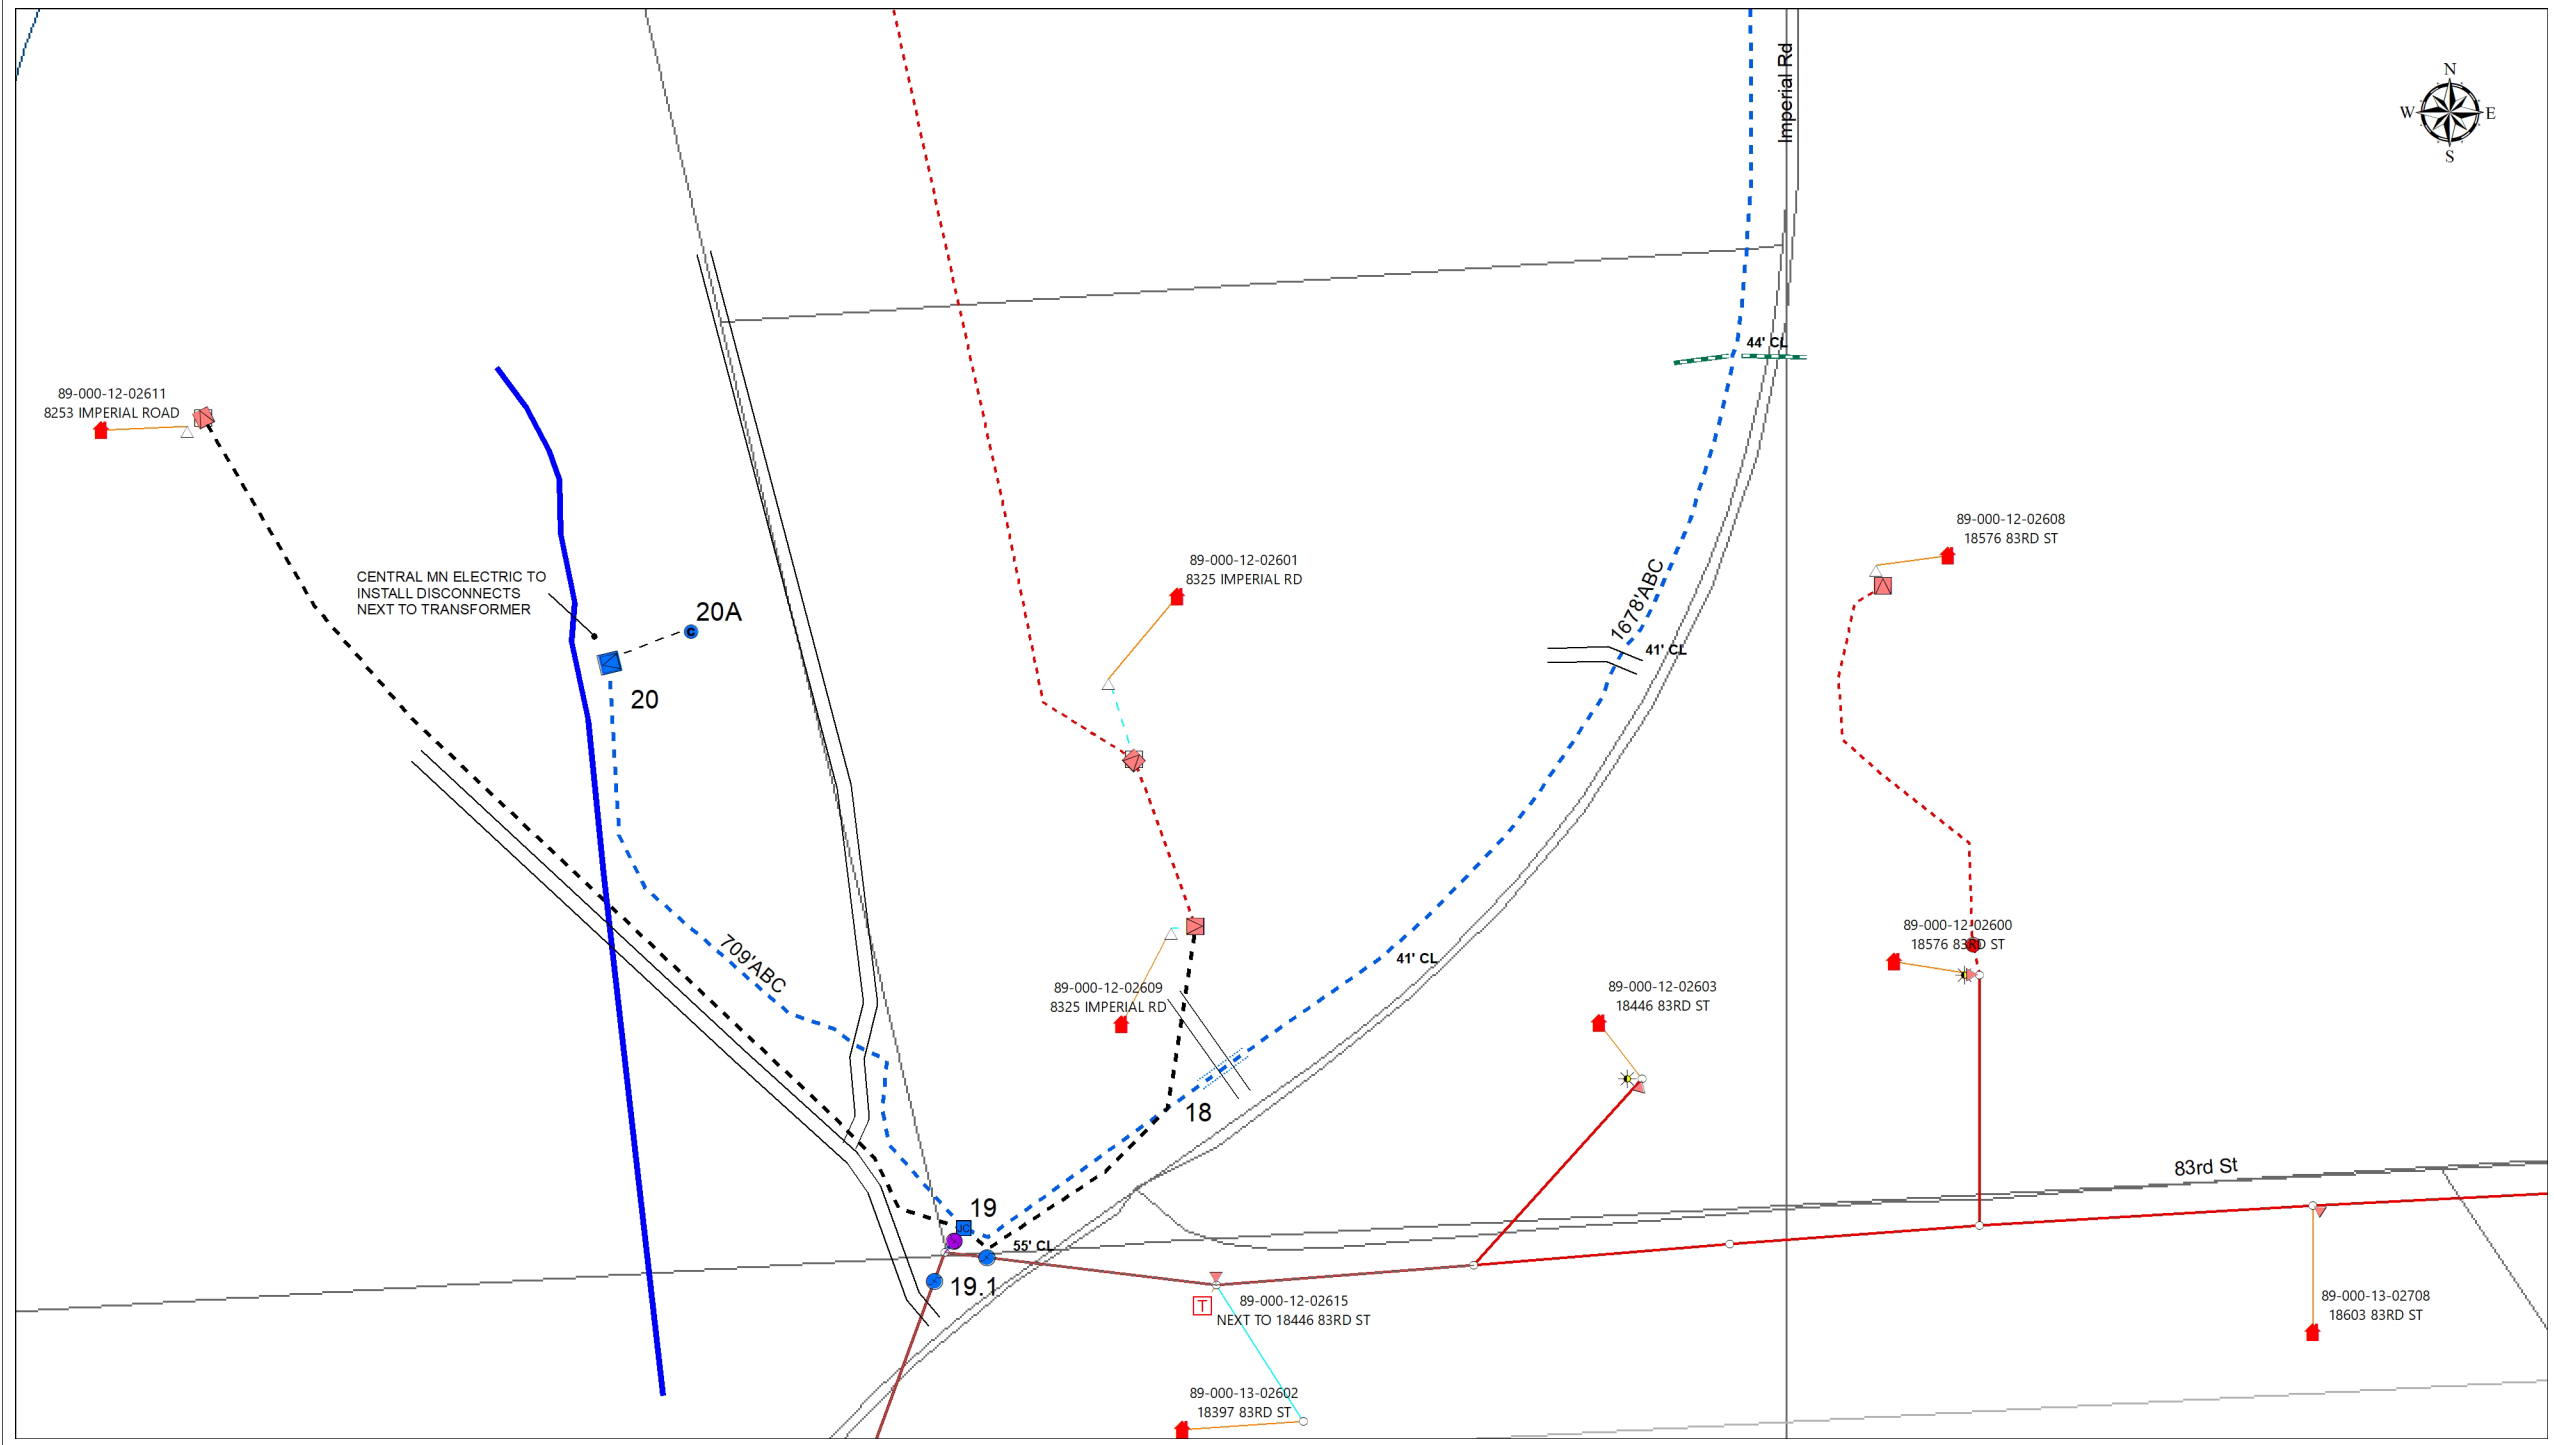 Imperial Rd
N
W E
S
44' CL
89-000-12-02611
8253 IMPERIAL ROAD
89-000-12-02608
18576 83RD ST
89-000-12-02601
8325 IMPERIAL RD
CENTRAL MN ELECTRIC TO
INSTALL DISCONNECTS
NEXT TO TRANSFORMER
20A
C
20
1678'ABC
41' CL
709'ABC
41' CL
89-000-12-02600
18576 83RD ST
89-000-12-02609
8325 IMPERIAL RD
89-000-12-02603
18446 83RD ST
18
83rd St
19
JC
55' CL
19.1
T
89-000-12-02615
NEXT TO 18446 83RD ST
89-000-13-02708
18603 83RD ST
89-000-13-02602
18397 83RD ST